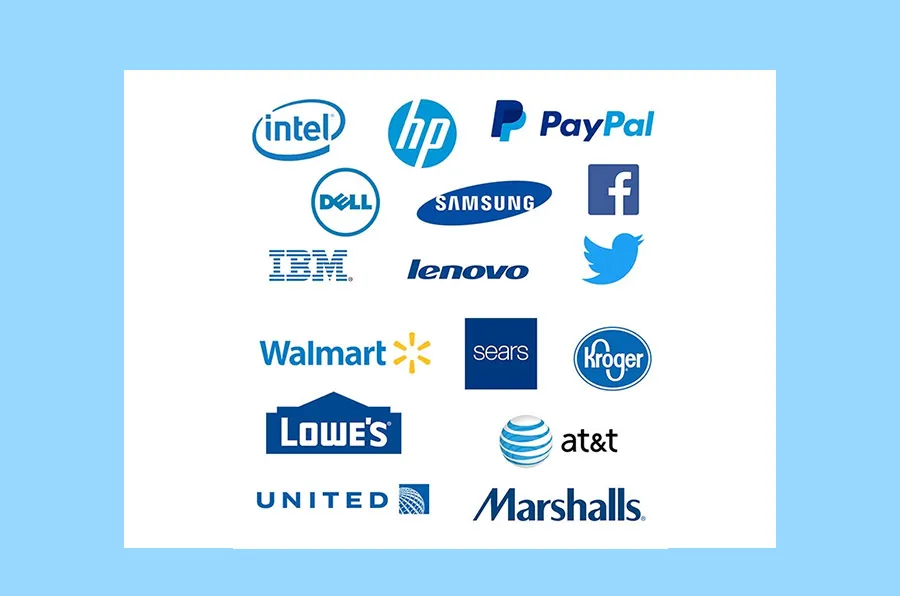 intel
hp
PayPal
DELL
SAMSUNG
f
IBM®
lenovo
Walmart
sears
Kroger
LOWE'S®
at&t
UNITED
Marshalls®